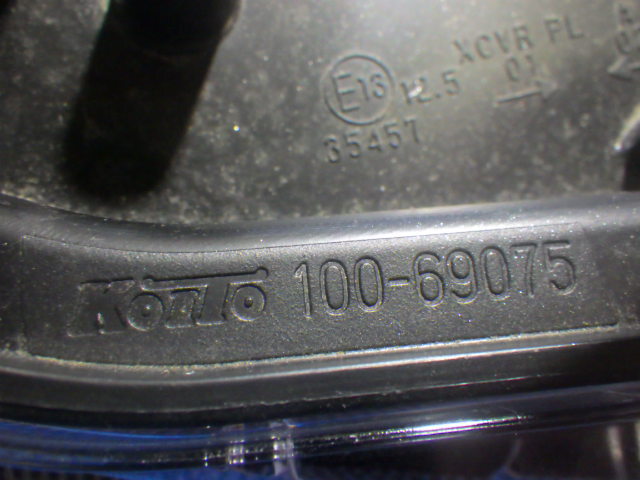 XCVR PL
E13 12.5 01
35457
KOITO 100-69075